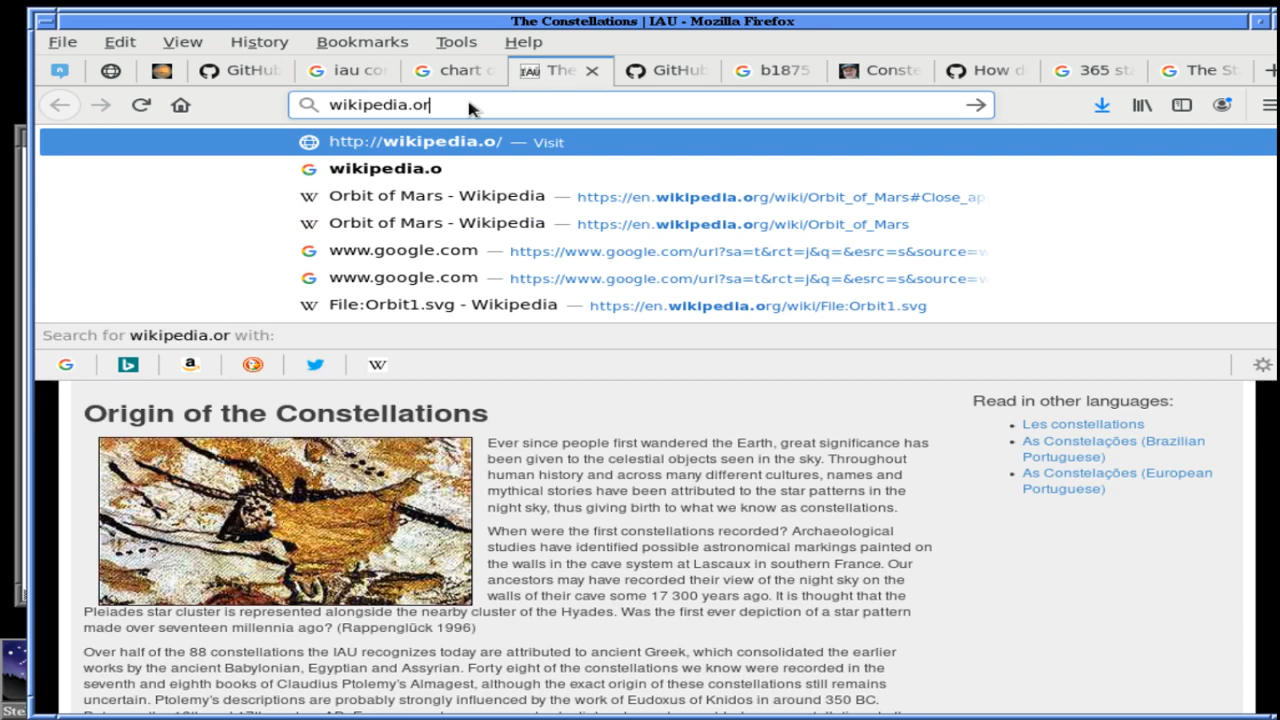 The Constellations | IAU - Mozilla Firefox
File Edit View History Bookmarks Tools Help
GitHub iau co chart o IAU The GitHub b1875 Conste How d 365 st The St
wikipedia.or
http://wikipedia.o/ — Visit
wikipedia.o
Orbit of Mars - Wikipedia — https://en.wikipedia.org/wiki/Orbit_of_Mars#Close_ap
Orbit of Mars - Wikipedia — https://en.wikipedia.org/wiki/Orbit_of_Mars
www.google.com — https://www.google.com/url?sa=t&rct=j&q=&esrc=s&source=w
www.google.com — https://www.google.com/url?sa=t&rct=j&q=&esrc=s&source=w
File:Orbit1.svg - Wikipedia — https://en.wikipedia.org/wiki/File:Orbit1.svg
Search for wikipedia.or with:
Origin of the Constellations
Ever since people first wandered the Earth, great significance has
been given to the celestial objects seen in the sky. Throughout
human history and across many different cultures, names and
mythical stories have been attributed to the star patterns in the
night sky, thus giving birth to what we know as constellations.
When were the first constellations recorded? Archaeological
studies have identified possible astronomical markings painted on
the walls in the cave system at Lascaux in southern France. Our
ancestors may have recorded their view of the night sky on the
walls of their cave some 17 300 years ago. It is thought that the
Pleiades star cluster is represented alongside the nearby cluster of the Hyades. Was the first ever depiction of a star pattern
made over seventeen millennia ago? (Rappenglück 1996)
Over half of the 88 constellations the IAU recognizes today are attributed to ancient Greek, which consolidated the earlier
works by the ancient Babylonian, Egyptian and Assyrian. Forty eight of the constellations we know were recorded in the
seventh and eighth books of Claudius Ptolemy's Almagest, although the exact origin of these constellations still remains
uncertain. Ptolemy's descriptions are probably strongly influenced by the work of Eudoxus of Knidos in around 350 BC.
Read in other languages:
Les constellations
As Constelações (Brazilian
Portuguese)
As Constelações (European
Portuguese)
Ste